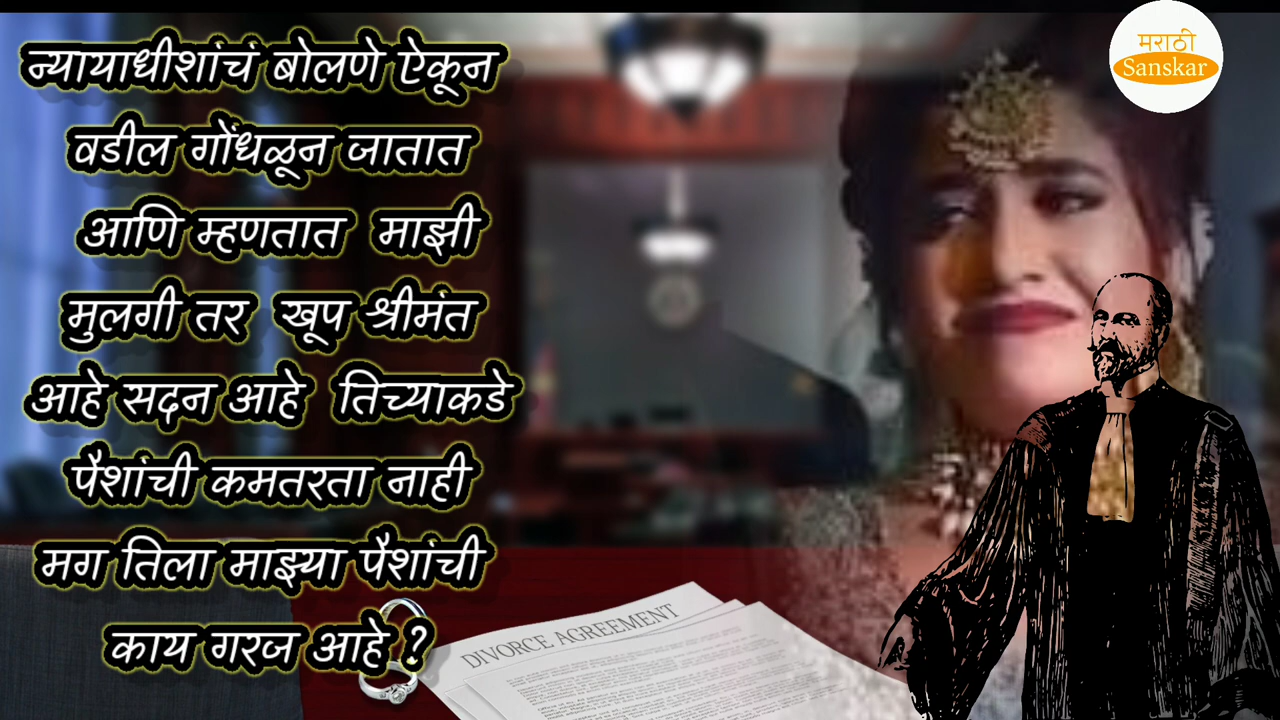 न्यायाधीशांचं बोलणे ऐकून
वडील गोंधळून जातात
आणि म्हणतात माझी
मुलगी तर खूप श्रीमंत
आहे सदन आहे तिच्याकडे
पैशांची कमतरता नाही
मग तिला माझ्या पैशांची
काय गरज आहे ?
मराठी
Sanskar
DIVORCE AGREEMENT